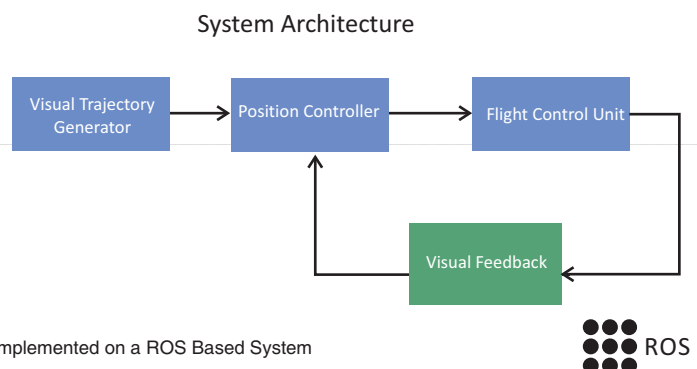 System Architecture
Visual Trajectory
Generator
Position Controller
Flight Control Unit
Visual Feedback
mplemented on a ROS Based System
ROS